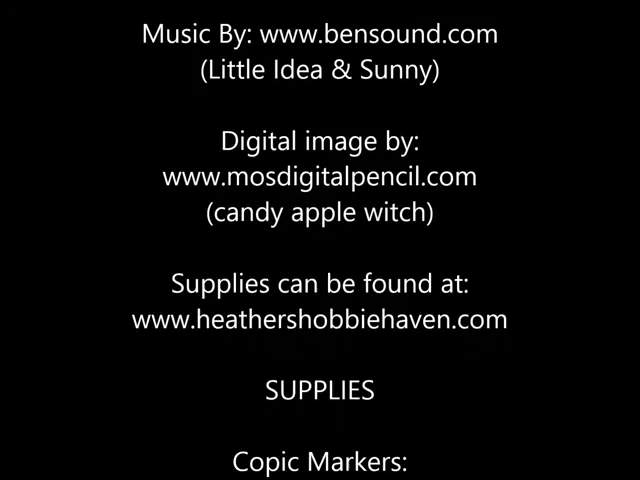 Music By: www.bensound.com
(Little Idea & Sunny)
Digital image by:
www.mosdigitalpencil.com
(candy apple witch)
Supplies can be found at:
www.heathershobbiehaven.com
SUPPLIES
Copic Markers: